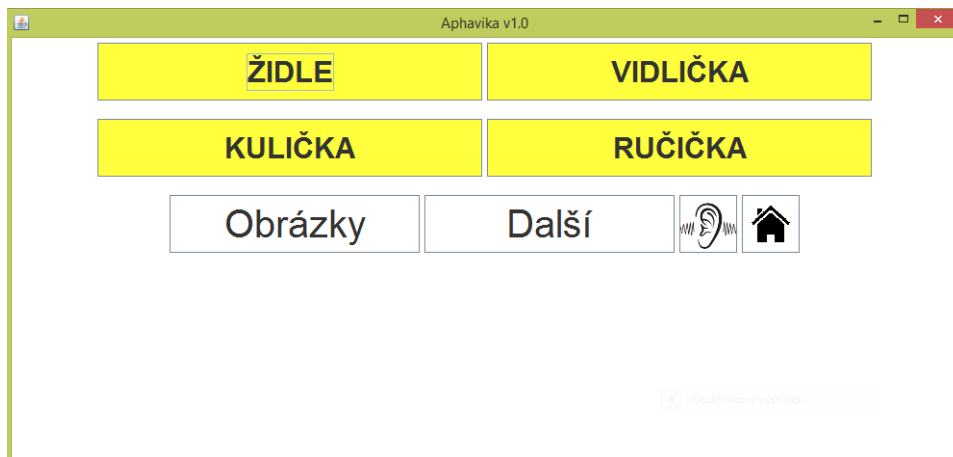 Aphavika v1.0
ŽIDLE VIDLIČKA
KULIČKA RUČIČKA
Obrázky Další